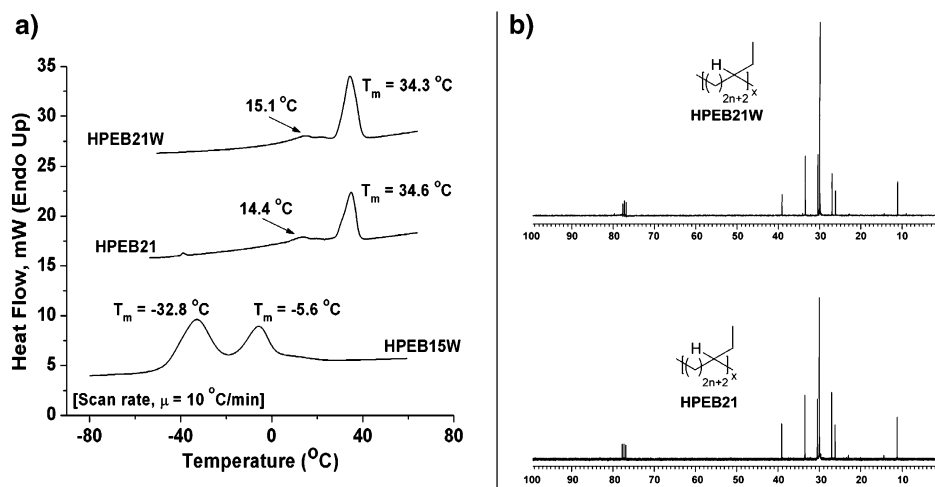 a)
Heat Flow, mW (Endo Up)
35
30
25
20
15
10
5
0
-80
-40
0
40
80
Temperature (°C)
15.1 °C
T_m = 34.3 °C
HPEB21W
14.4 °C
T_m = 34.6 °C
HPEB21
T_m = -32.8 °C
T_m = -5.6 °C
HPEB15W
[Scan rate, μ = 10 °C/min]
b)
H
2n+2
x
HPEB21W
100 90 80 70 60 50 40 30 20 10
H
2n+2
x
HPEB21
100 90 80 70 60 50 40 30 20 10